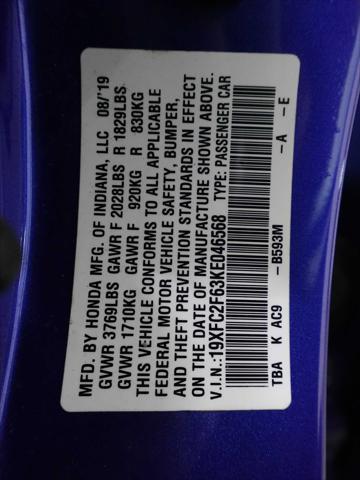 MFD. BY HONDA MFG. OF INDIANA, LLC 08/'19
GVWR 3769LBS GAWR F 2028LBS R 1829LBS.
GVWR 1710KG GAWR F 920KG R 830KG
THIS VEHICLE CONFORMS TO ALL APPLICABLE
FEDERAL MOTOR VEHICLE SAFETY, BUMPER,
AND THEFT PREVENTION STANDARDS IN EFFECT
ON THE DATE OF MANUFACTURE SHOWN ABOVE.
V.I.N.:19XFC2F63KE046568 TYPE: PASSENGER CAR
TBA K AC9 -B593M -A -E